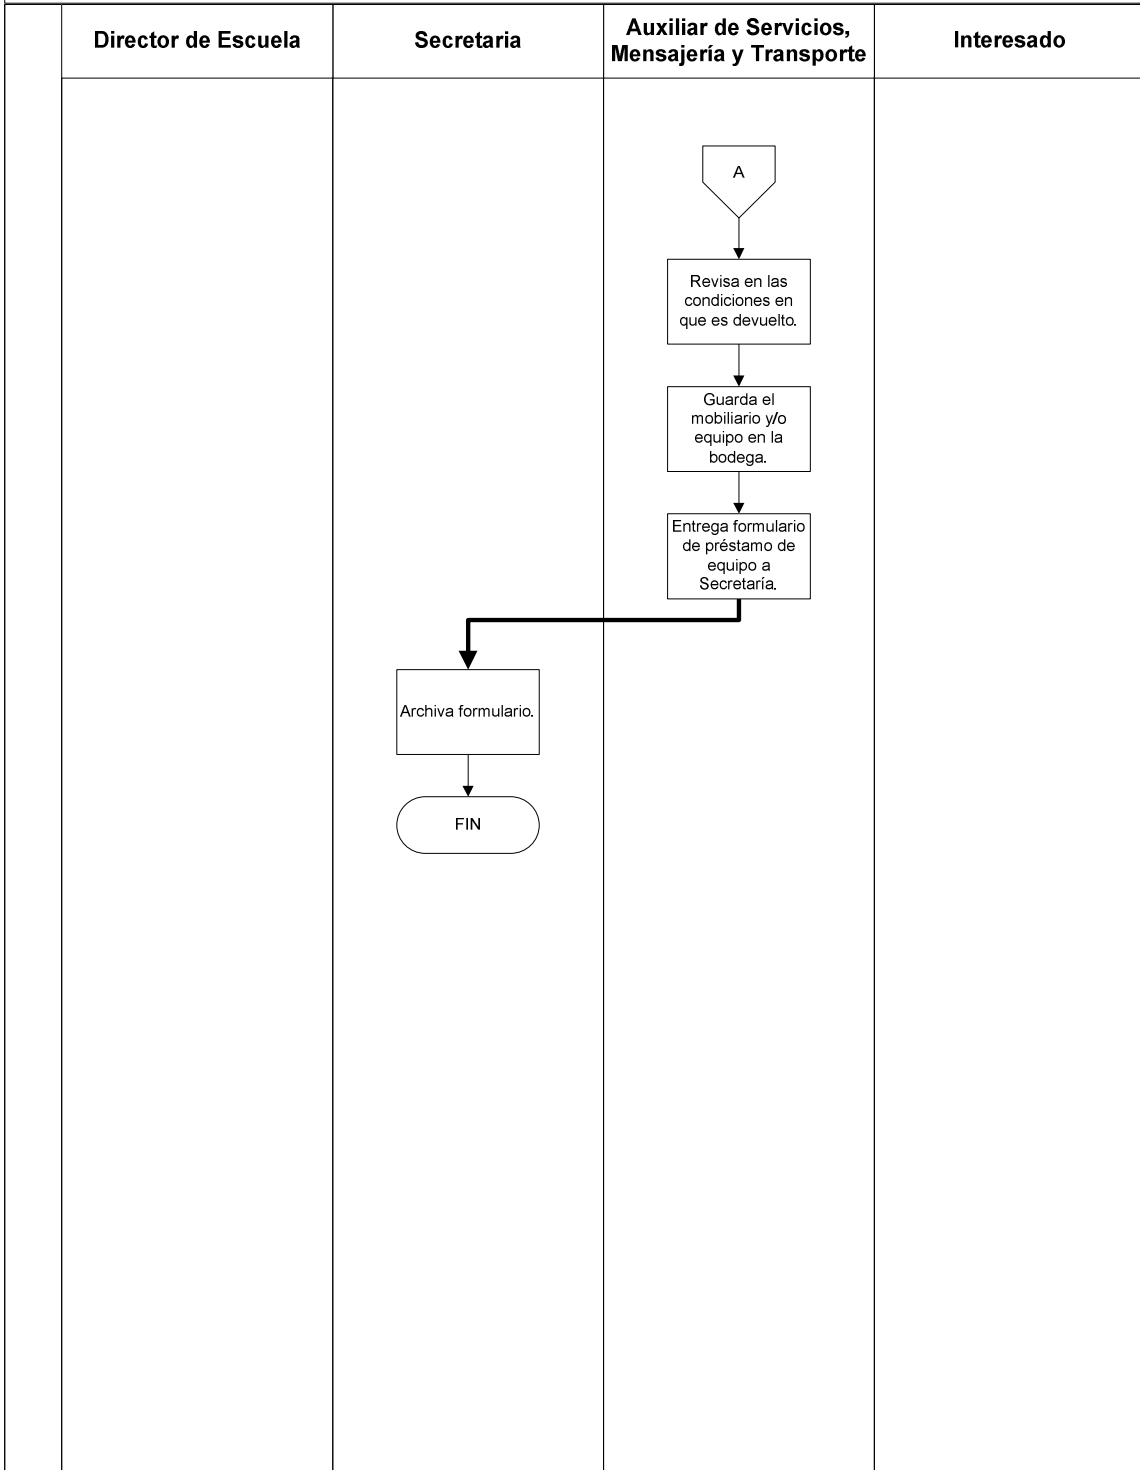 Director de Escuela
Secretaria
Auxiliar de Servicios,
Mensajería y Transporte
Interesado
A
Revisa en las
condiciones en
que es devuelto.
Guarda el
mobiliario y/o
equipo en la
bodega.
Entrega formulario
de préstamo de
equipo a
Secretaría.
Archiva formulario.
FIN